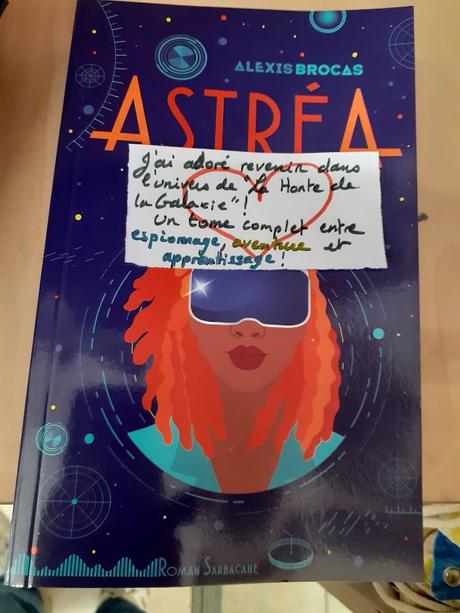 ALEXIS BROCAS
ASTRÉA
J'ai adoré revenir dans
l'univers de "La Honte de
la Galaxie" !
Un tome complet entre
espionnage, aventure et
apprentissage !
ROMAN SARBACANE